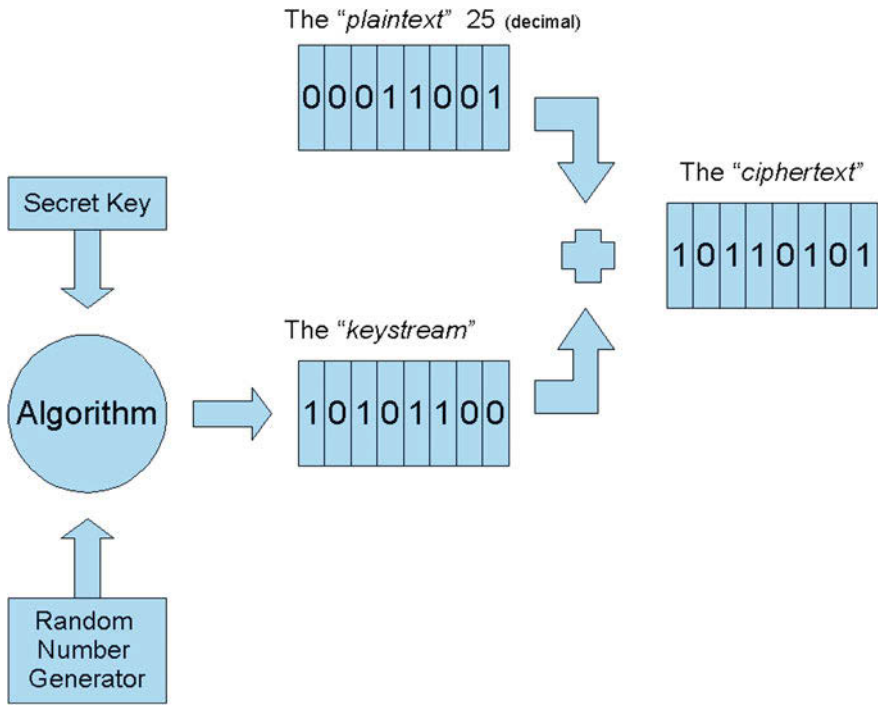 The “plaintext” 25 (decimal)
00011001
Secret Key
The “ciphertext”
10110101
Algorithm
The “keystream”
10101100
Random
Number
Generator